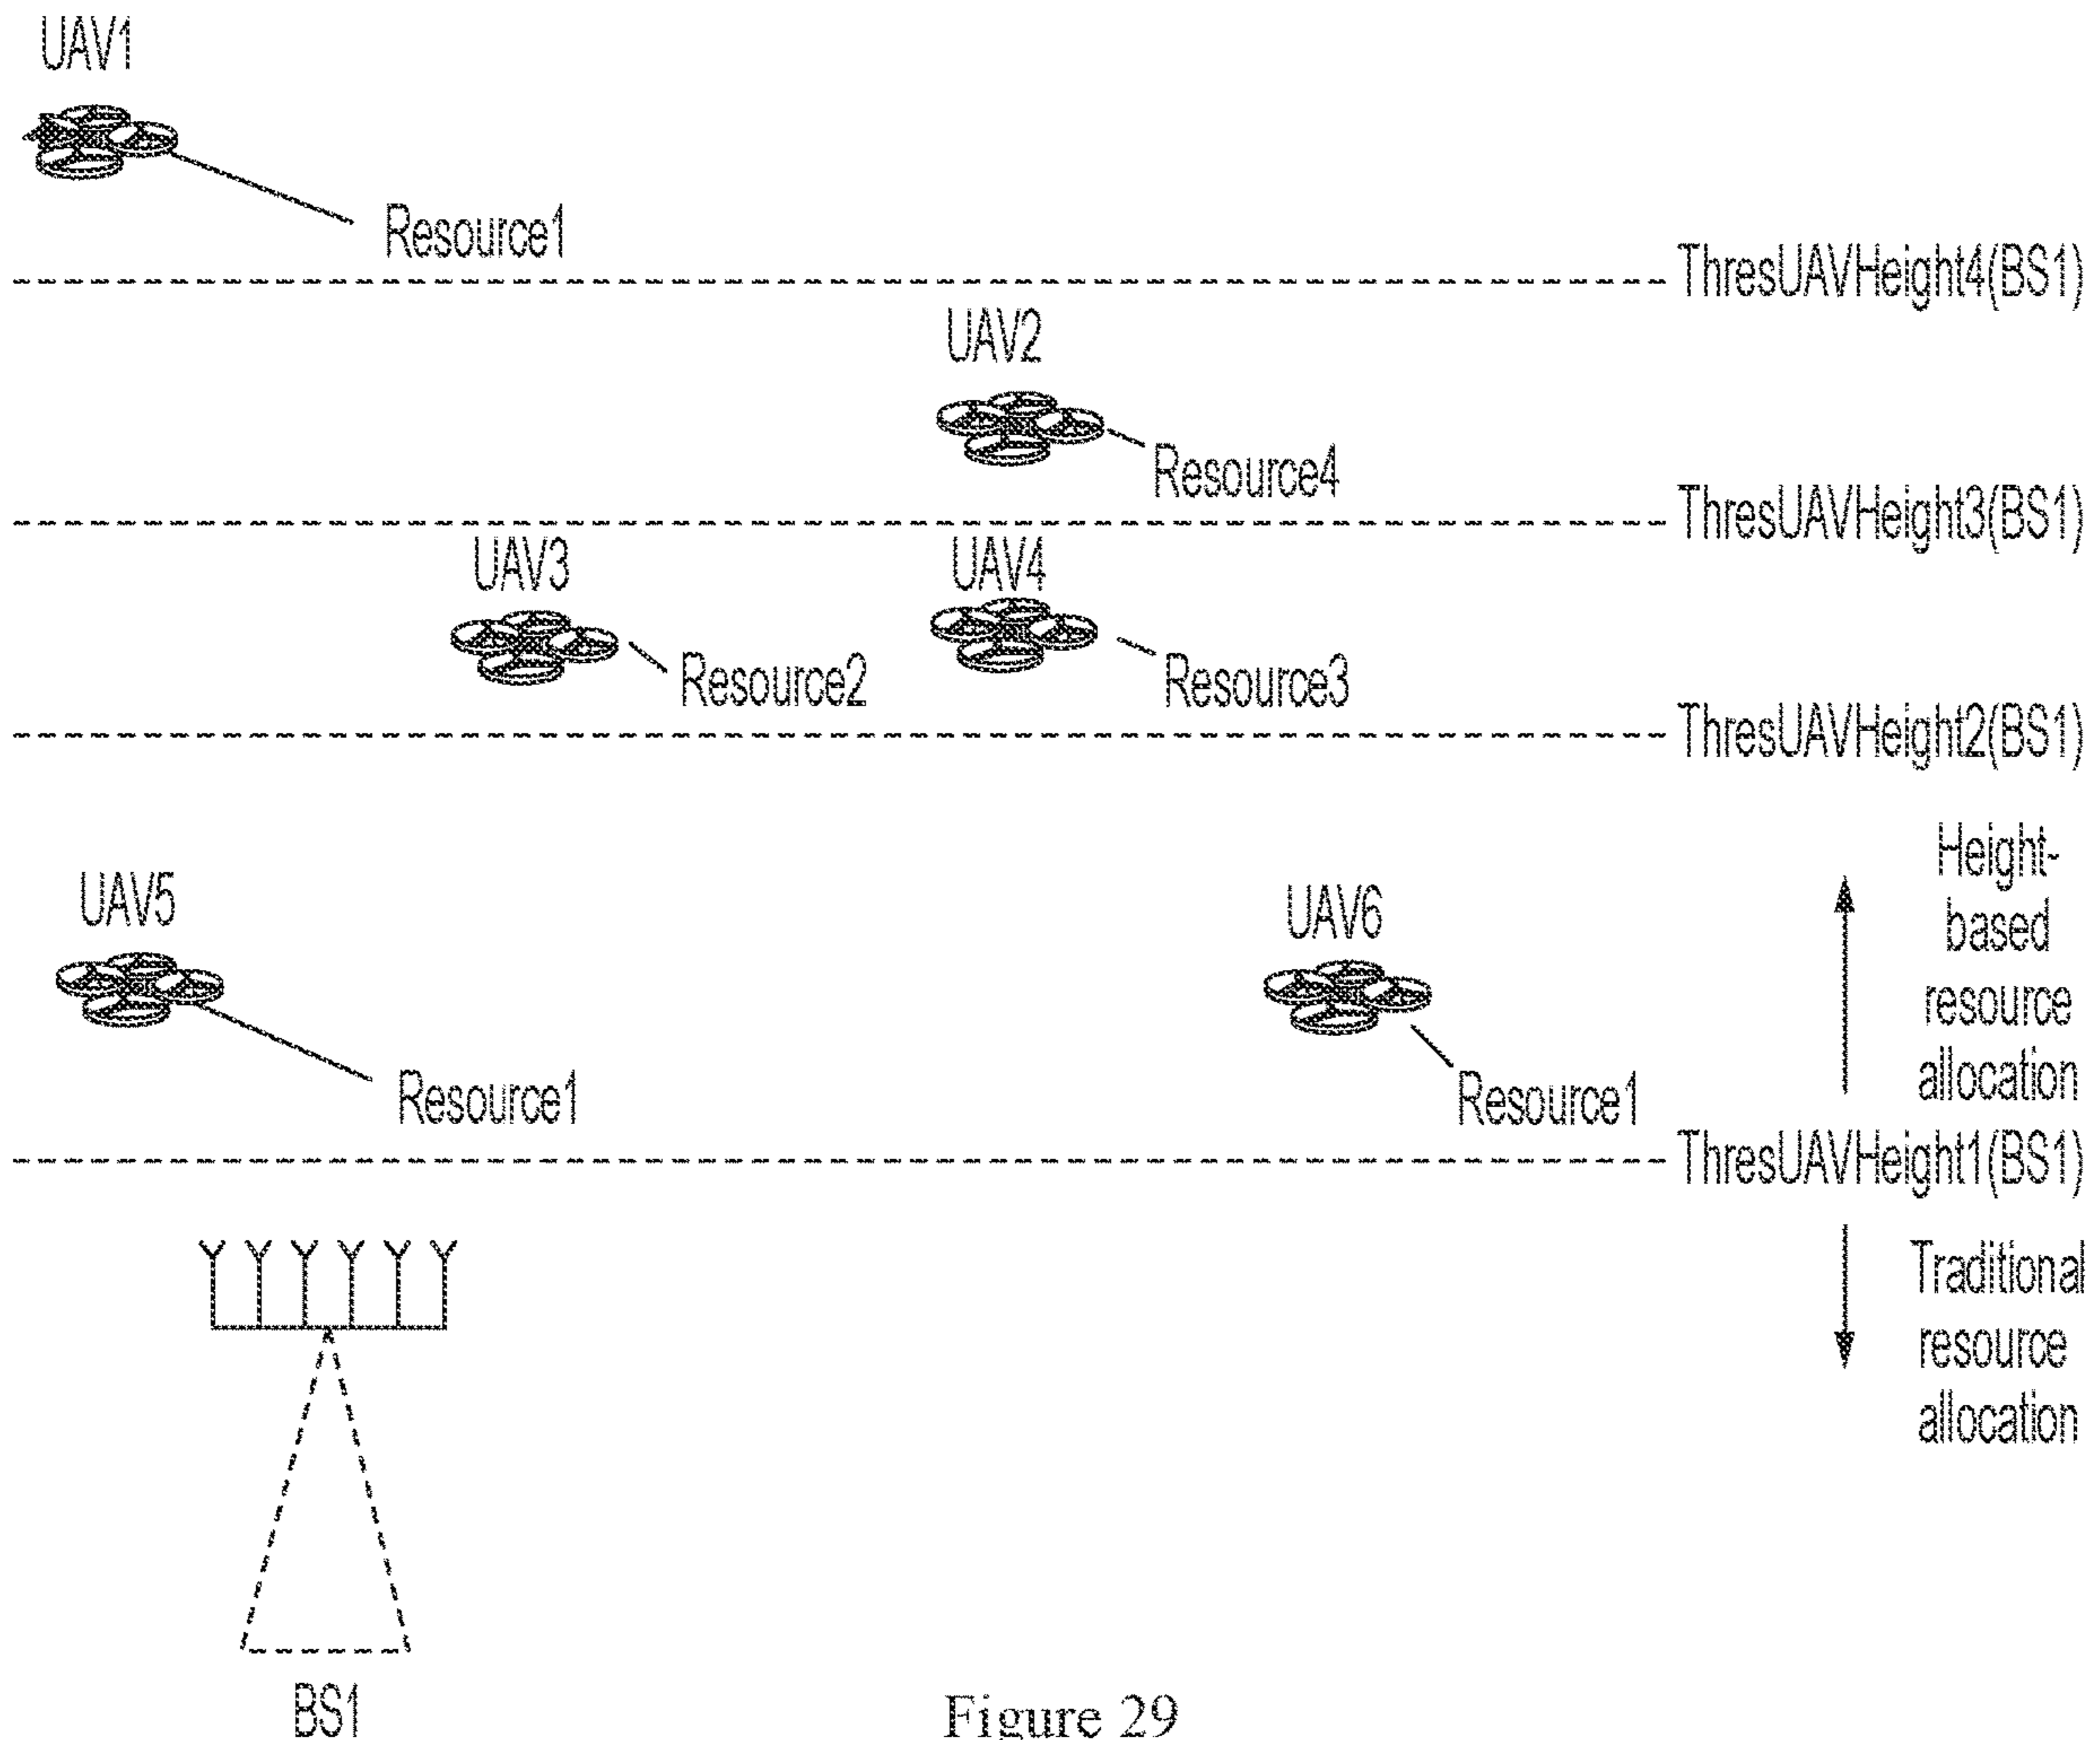 UAV1
Resource1
ThresUAVHeight4(BS1)
UAV2
Resource4
ThresUAVHeight3(BS1)
UAV3
UAV4
Resource2
Resource3
ThresUAVHeight2(BS1)
Height-
based
resource
allocation
UAV5
UAV6
Resource1
Resource1
ThresUAVHeight1(BS1)
Traditional
resource
allocation
BS1
Figure 29